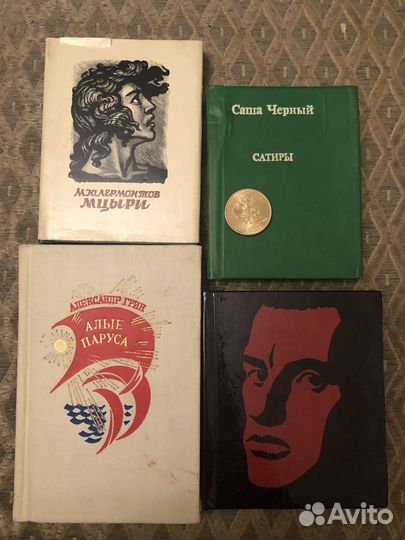 М.Ю.ЛЕРМОНТОВ
МЦЫРИ
Саша Черный
САТИРЫ
АЛЕКСАНДР ГРИН
АЛЫЕ
ПАРУСА
Avito